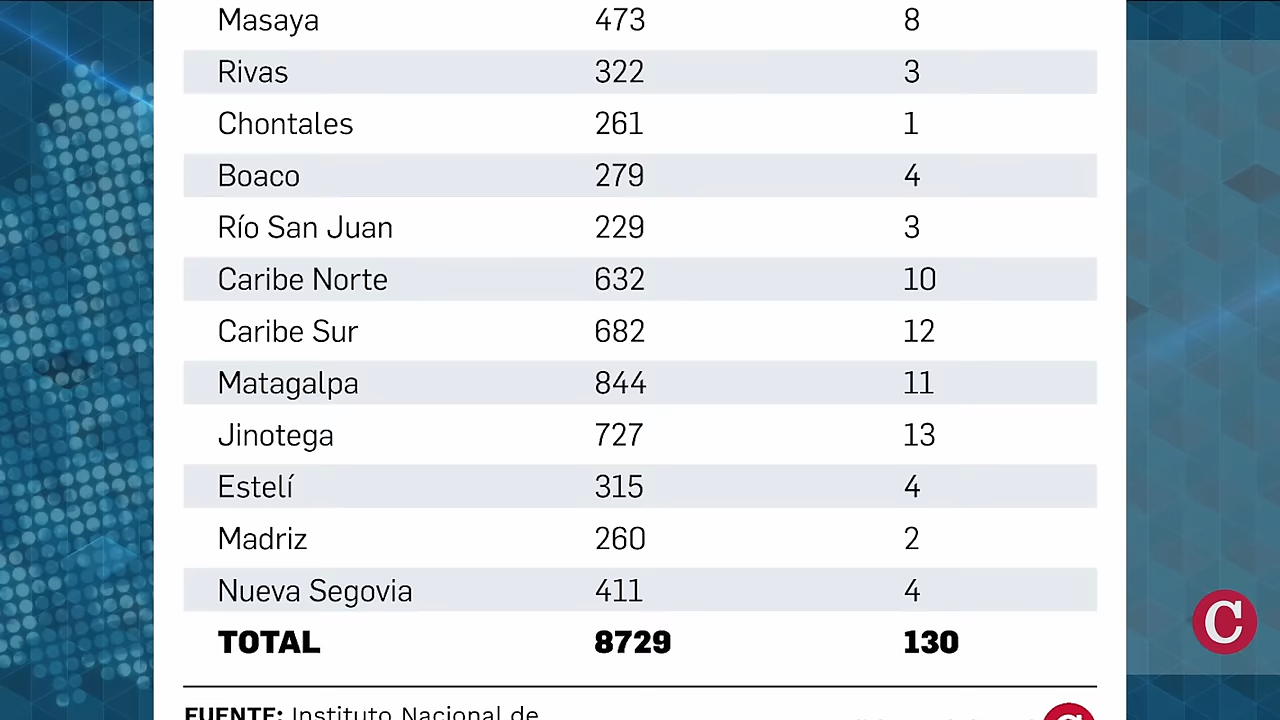 Masaya 473 8
Rivas 322 3
Chontales 261 1
Boaco 279 4
Río San Juan 229 3
Caribe Norte 632 10
Caribe Sur 682 12
Matagalpa 844 11
Jinotega 727 13
Estelí 315 4
Madriz 260 2
Nueva Segovia 411 4
TOTAL 8729 130
FUENTE: Instituto Nacional de
C